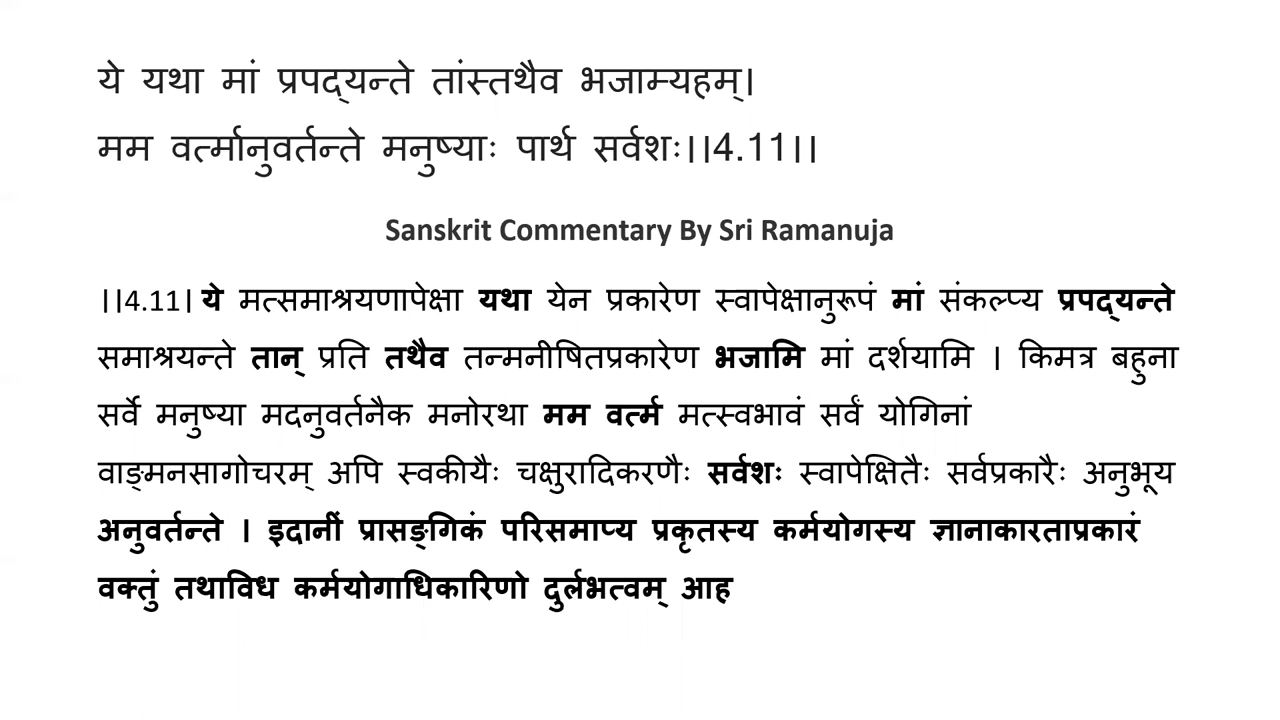 ये यथा मां प्रपद्यन्ते तांस्तथैव भजाम्यहम्।
मम वर्त्मानुवर्तन्ते मनुष्याः पार्थ सर्वशः।।4.11।।
Sanskrit Commentary By Sri Ramanuja
।।4.11। ये मत्समाश्रयणापेक्षा यथा येन प्रकारेण स्वापेक्षानुरूपं मां संकल्प्य प्रपद्यन्ते
समाश्रयन्ते तान् प्रति तथैव तन्मनीषितप्रकारेण भजामि मां दर्शयामि । किमत्र बहुना
सर्वे मनुष्या मदनुवर्तनैक मनोरथा मम वर्त्म मत्स्वभावं सर्वं योगिनां
वाङ्मनसागोचरम् अपि स्वकीयैः चक्षुरादिकरणैः सर्वशः स्वापेक्षितैः सर्वप्रकारैः अनुभूय
अनुवर्तन्ते । इदानीं प्रासङ्गिकं परिसमाप्य प्रकृतस्य कर्मयोगस्य ज्ञानाकारताप्रकारं
वक्तुं तथाविध कर्मयोगाधिकारिणो दुर्लभत्वम् आह